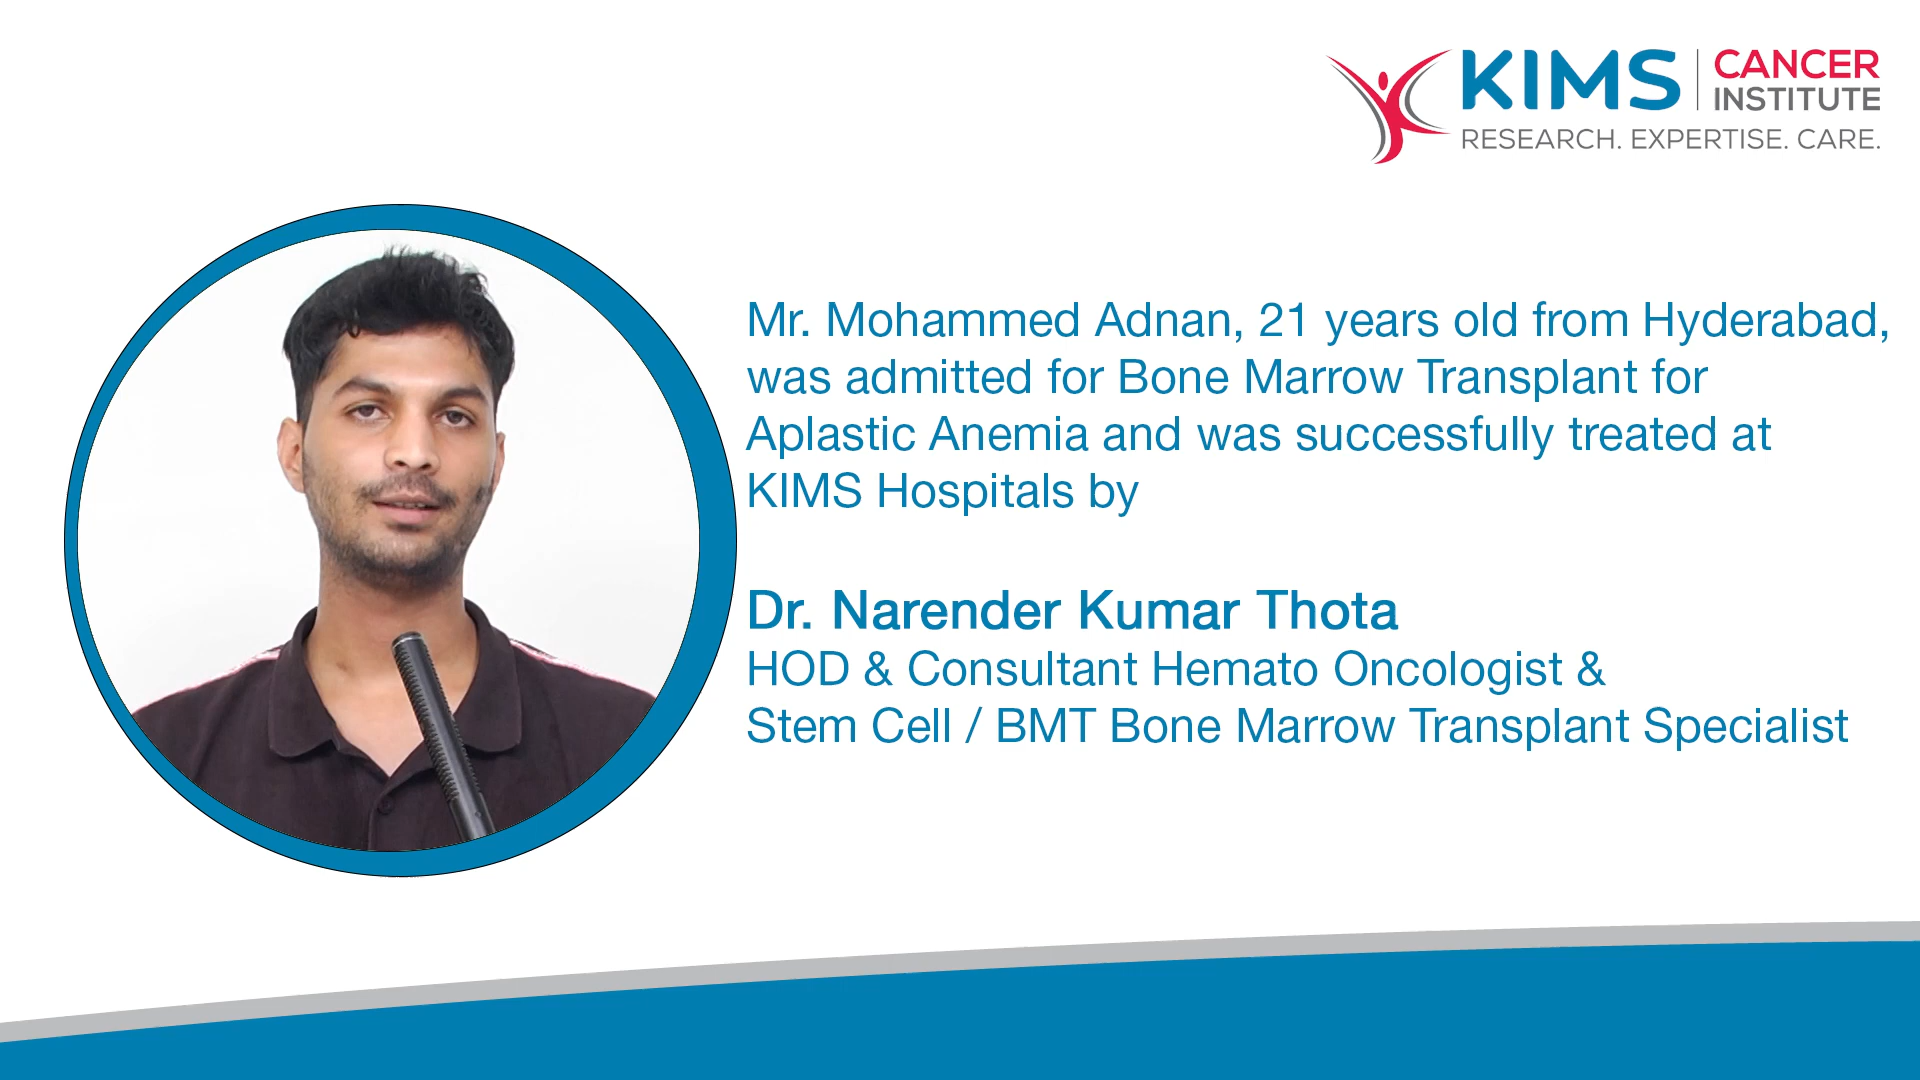 KIMS
CANCER
INSTITUTE
RESEARCH. EXPERTISE. CARE.
Mr. Mohammed Adnan, 21 years old from Hyderabad,
was admitted for Bone Marrow Transplant for
Aplastic Anemia and was successfully treated at
KIMS Hospitals by
Dr. Narender Kumar Thota
HOD & Consultant Hemato Oncologist &
Stem Cell / BMT Bone Marrow Transplant Specialist